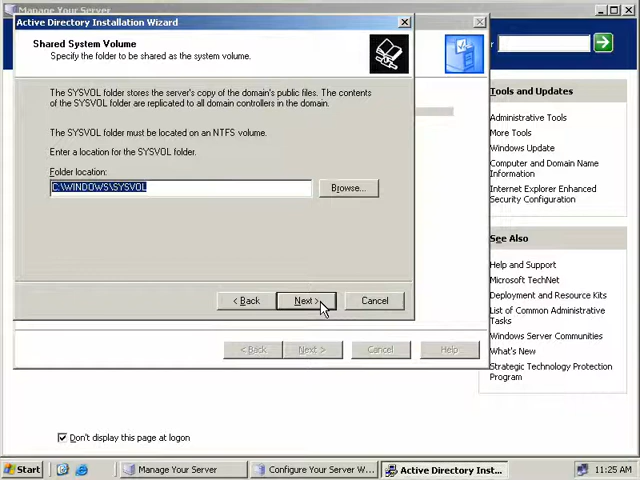 Manage Your Server
Active Directory Installation Wizard
Shared System Volume
Specify the folder to be shared as the system volume.
The SYSVOL folder stores the server's copy of the domain's public files. The contents
of the SYSVOL folder are replicated to all domain controllers in the domain.
The SYSVOL folder must be located on an NTFS volume.
Enter a location for the SYSVOL folder.
Folder location:
C:\WINDOWS\SYSVOL
Browse...
< Back
Next >
Cancel
< Back
Next >
Cancel
Help
Tools and Updates
Administrative Tools
More Tools
Windows Update
Computer and Domain Name
Information
Internet Explorer Enhanced
Security Configuration
See Also
Help and Support
Microsoft TechNet
Deployment and Resource Kits
List of Common Administrative
Tasks
Windows Server Communities
What's New
Strategic Technology Protection
Program
Don't display this page at logon
Start
Manage Your Server
Configure Your Server W...
Active Directory Inst...
11:25 AM